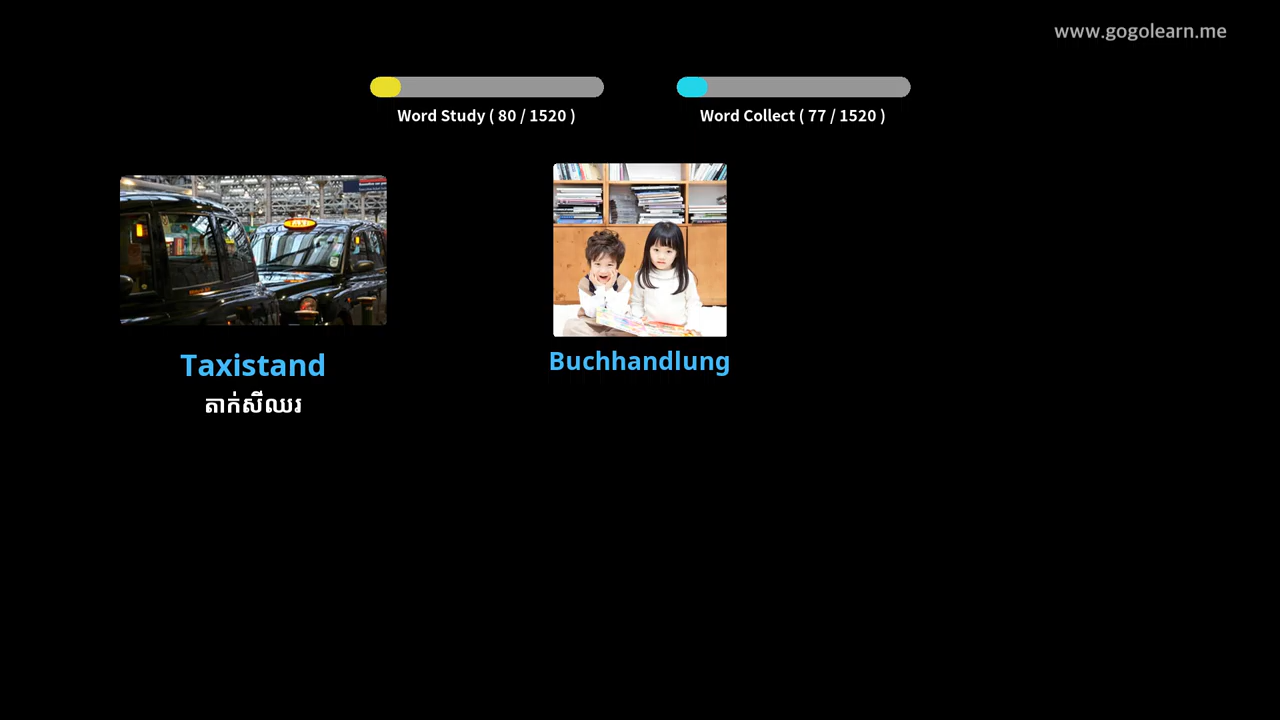 www.gogolearn.me
Word Study ( 80 / 1520 )
Word Collect ( 77 / 1520 )
Taxistand
តាក់សីឈរ
Buchhandlung